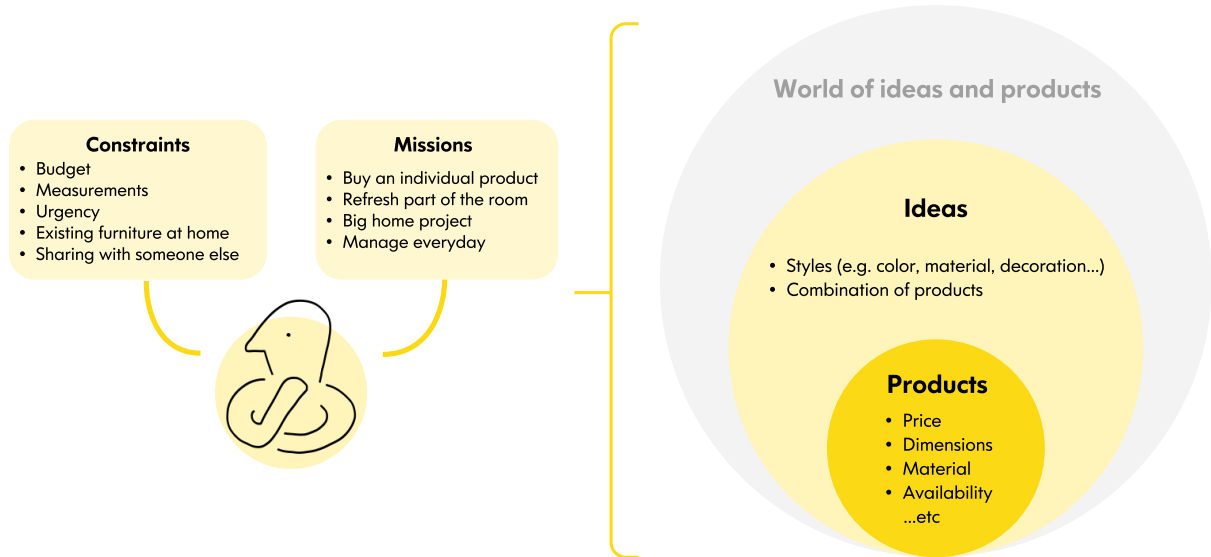 Constraints
• Budget
• Measurements
• Urgency
• Existing furniture at home
• Sharing with someone else
Missions
• Buy an individual product
• Refresh part of the room
• Big home project
• Manage everyday
World of ideas and products
Ideas
• Styles (e.g. color, material, decoration...)
• Combination of products
Products
• Price
• Dimensions
• Material
• Availability
...etc